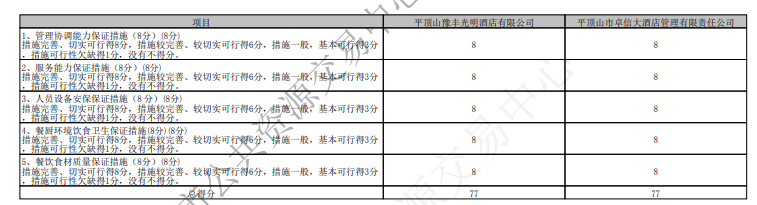 项目 平顶山豫丰光明酒店有限公司 平顶山市卓信大酒店管理有限责任公司
1、管理协调能力保证措施（8分）(8分)
措施完善、切实可行得8分，措施较完善、较切实可行得6分，措施一般，基本可行得3分 8 8
，措施可行性欠缺得1分，没有不得分。
2、服务能力保证措施（8分）(8分)
措施完善、切实可行得8分，措施较完善、较切实可行得6分，措施一般，基本可行得3分 8 8
，措施可行性欠缺得1分，没有不得分。
3、人员设备安保保证措施（8 分）(8分)
措施完善、切实可行得8分，措施较完善、较切实可行得6分，措施一般，基本可行得3分 8 8
，措施可行性欠缺得1分，没有不得分。
4、餐厨环境饮食卫生保证措施(8分)(8分)
措施完善、切实可行得8分，措施较完善、较切实可行得6分，措施一般，基本可行得3分 8 8
，措施可行性欠缺得1分，没有不得分。
5、餐饮食材质量保证措施（8分）(8分)
措施完善、切实可行得8分，措施较完善、较切实可行得6分，措施一般，基本可行得3分 8 8
，措施可行性欠缺得1分，没有不得分。
总得分 77 77
公共资源交易中心
源交易中心